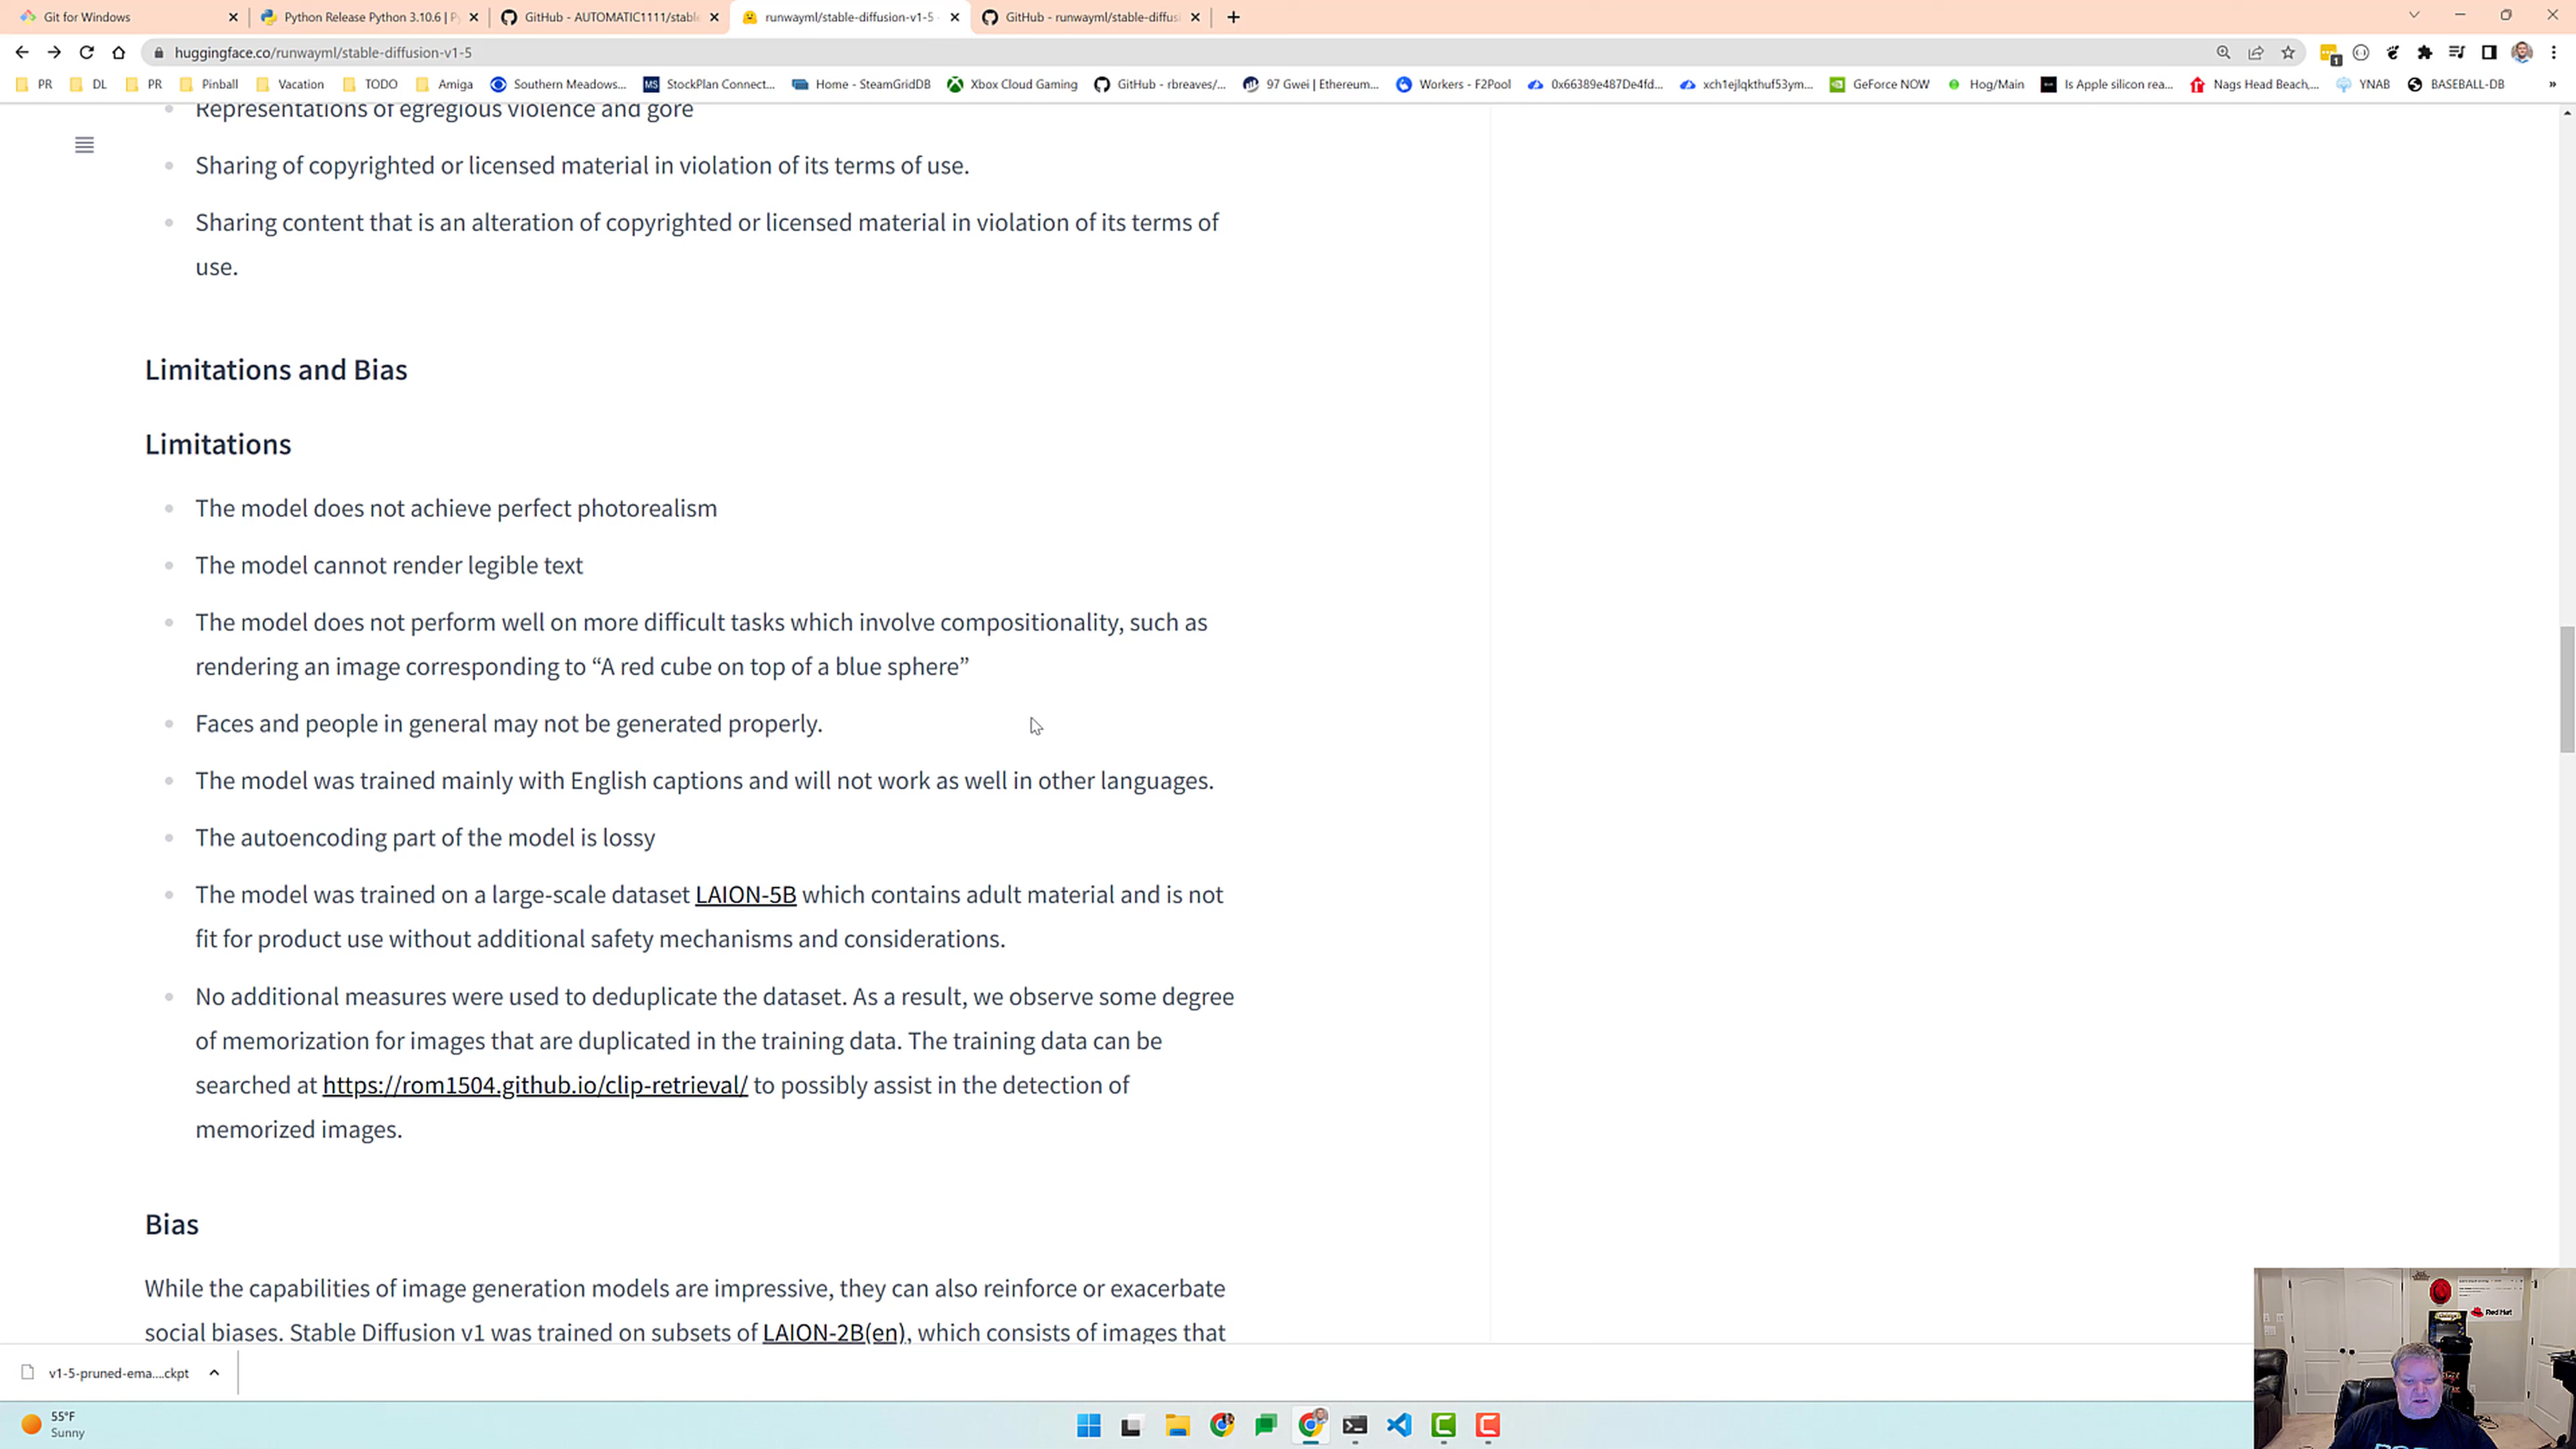 Git for Windows
Python Release Python 3.10.6 | P
GitHub - AUTOMATIC1111/stabl
runwayml/stable-diffusion-v1-5
GitHub - runwayml/stable-diffus
huggingface.co/runwayml/stable-diffusion-v1-5
1
PR
DL
PR
Pinball
Vacation
TODO
Amiga
Southern Meadows...
StockPlan Connect...
Home - SteamGridDB
Xbox Cloud Gaming
GitHub - rbreaves/...
97 Gwei | Ethereum...
Workers - F2Pool
0x66389e487De4fd...
xch1ejlqkthuf53ym...
GeForce NOW
Hog/Main
Is Apple silicon rea...
Nags Head Beach,...
YNAB
BASEBALL-DB
Representations of egregious violence and gore
Sharing of copyrighted or licensed material in violation of its terms of use.
Sharing content that is an alteration of copyrighted or licensed material in violation of its terms of
use.
Limitations and Bias
Limitations
The model does not achieve perfect photorealism
The model cannot render legible text
The model does not perform well on more difficult tasks which involve compositionality, such as
rendering an image corresponding to “A red cube on top of a blue sphere”
Faces and people in general may not be generated properly.
The model was trained mainly with English captions and will not work as well in other languages.
The autoencoding part of the model is lossy
The model was trained on a large-scale dataset LAION-5B which contains adult material and is not
fit for product use without additional safety mechanisms and considerations.
No additional measures were used to deduplicate the dataset. As a result, we observe some degree
of memorization for images that are duplicated in the training data. The training data can be
searched at https://rom1504.github.io/clip-retrieval/ to possibly assist in the detection of
memorized images.
Bias
While the capabilities of image generation models are impressive, they can also reinforce or exacerbate
social biases. Stable Diffusion v1 was trained on subsets of LAION-2B(en), which consists of images that
v1-5-pruned-ema....ckpt
55°F
Sunny
Red Hat